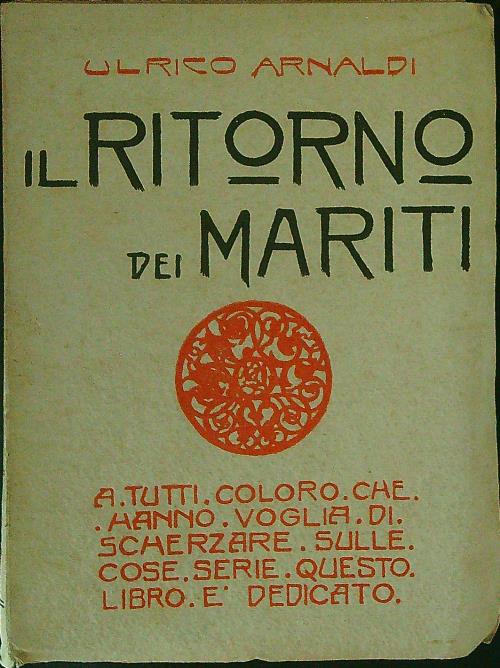 ULRICO ARNALDI
IL RITORNO
DEI MARITI
A.TUTTI.COLORO.CHE.
.HANNO.VOGLIA.DI.
SCHERZARE.SULLE.
COSE.SERIE.QUESTO.
LIBRO.E' DEDICATO.